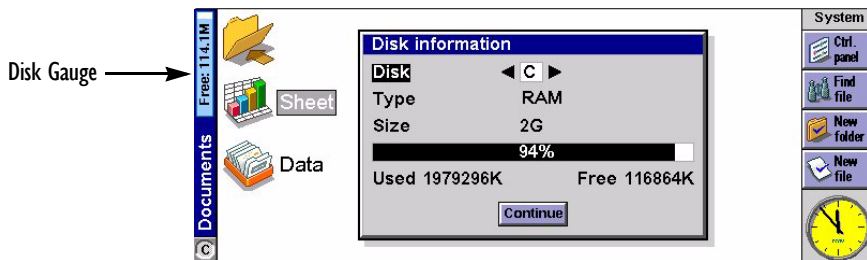 Disk Gauge
Free: 114.1M
Documents
C
Sheet
Data
Disk information
Disk C
Type RAM
Size 2G
94%
Used 1979296K Free 116864K
Continue
System
Ctrl.
panel
Find
file
New
folder
New
file